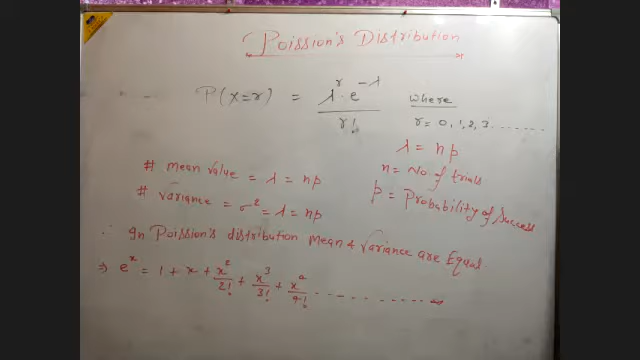 Poission's Distribution
P(X=r) = λ^r · e^-λ / r! where
r = 0, 1, 2, 3 .......
λ = np
n = No. of trials
p = Probability of Success
# mean value = λ = np
# variance = σ² = λ = np
∴ In Poission's distribution Mean & Variance are Equal.
⇒ e^x = 1 + x + x²/2! + x³/3! + x⁴/4! ............ ∞